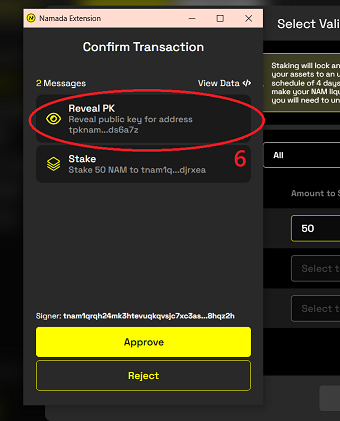 Namada Extension
Confirm Transaction
2 Messages
View Data </>
Reveal PK
Reveal public key for address
tpknam...ds6a7z
Stake
Stake 50 NAM to tnam1q...djrxea
6
Signer: tnam1qrqh24mk3htevuqkqvsjc7xc3as...8hqz2h
Approve
Reject
Select Vali
Staking will lock an
your assets to an u
schedule of 4 days
make your NAM liqu
you will need to un
All
Amount to S
50
Select t
Select t